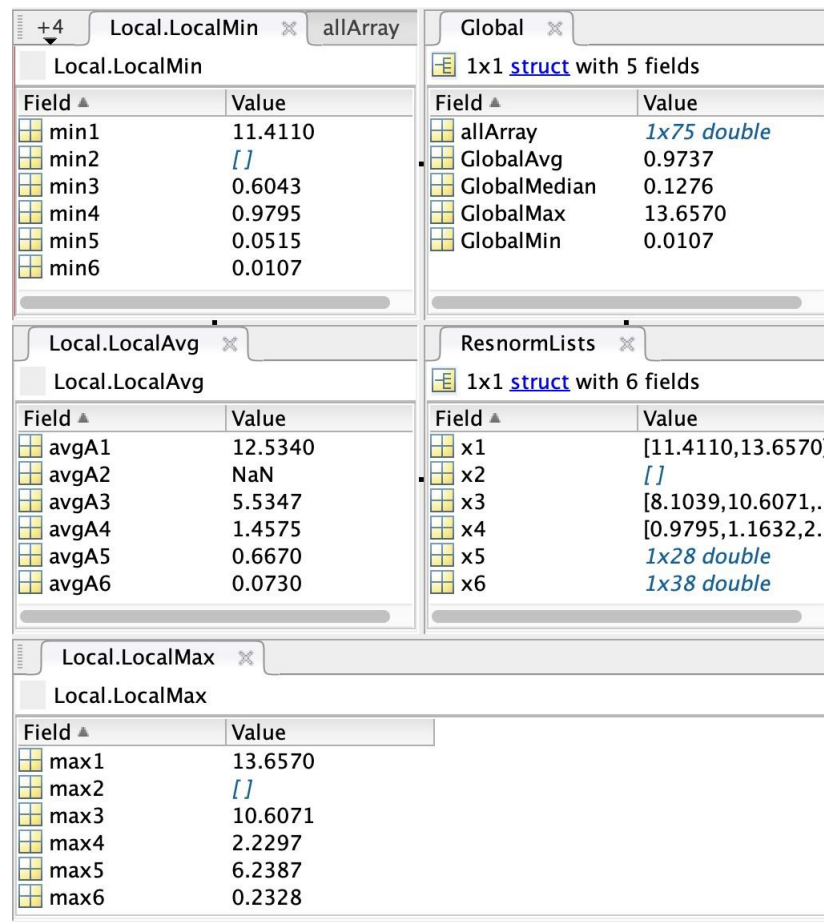 +4 Local.LocalMin allArray
Local.LocalMin
Field Value
min1 11.4110
min2 []
min3 0.6043
min4 0.9795
min5 0.0515
min6 0.0107
Global
1x1 struct with 5 fields
Field Value
allArray 1x75 double
GlobalAvg 0.9737
GlobalMedian 0.1276
GlobalMax 13.6570
GlobalMin 0.0107
Local.LocalAvg
Local.LocalAvg
Field Value
avgA1 12.5340
avgA2 NaN
avgA3 5.5347
avgA4 1.4575
avgA5 0.6670
avgA6 0.0730
ResnormLists
1x1 struct with 6 fields
Field Value
x1 [11.4110,13.6570]
x2 []
x3 [8.1039,10.6071,.
x4 [0.9795,1.1632,2.
x5 1x28 double
x6 1x38 double
Local.LocalMax
Local.LocalMax
Field Value
max1 13.6570
max2 []
max3 10.6071
max4 2.2297
max5 6.2387
max6 0.2328